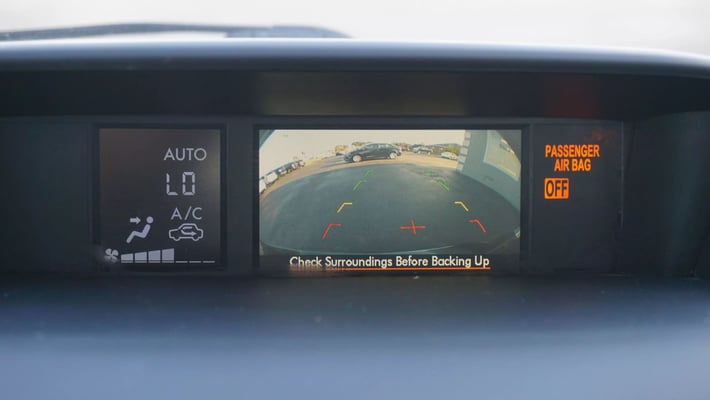 AUTO
LO
A/C
Check Surroundings Before Backing Up
PASSENGER
AIR BAG
OFF